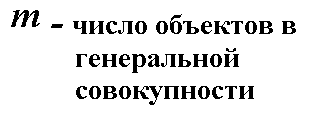 m - число объектов в
генеральной
совокупности